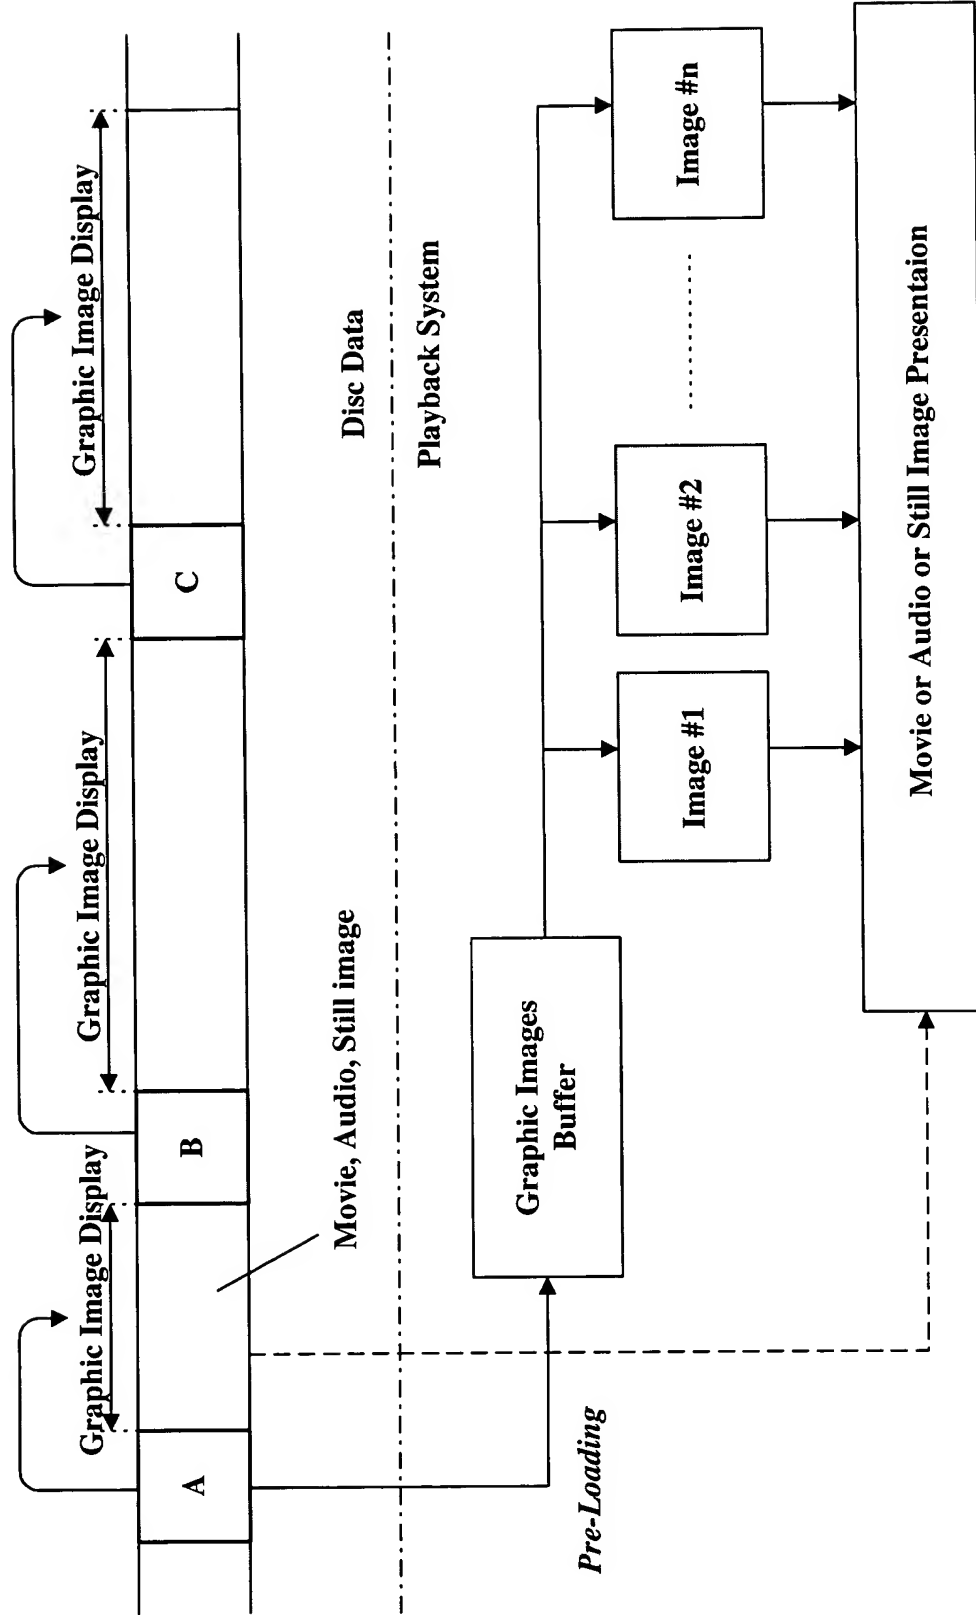 Graphic Image Display
Graphic Image Display
Graphic Image Display
A
B
C
Movie, Audio, Still image
Disc Data
Playback System
Pre-Loading
Graphic Images
Buffer
Image #1
Image #2
Image #n
Movie or Audio or Still Image Presentaion